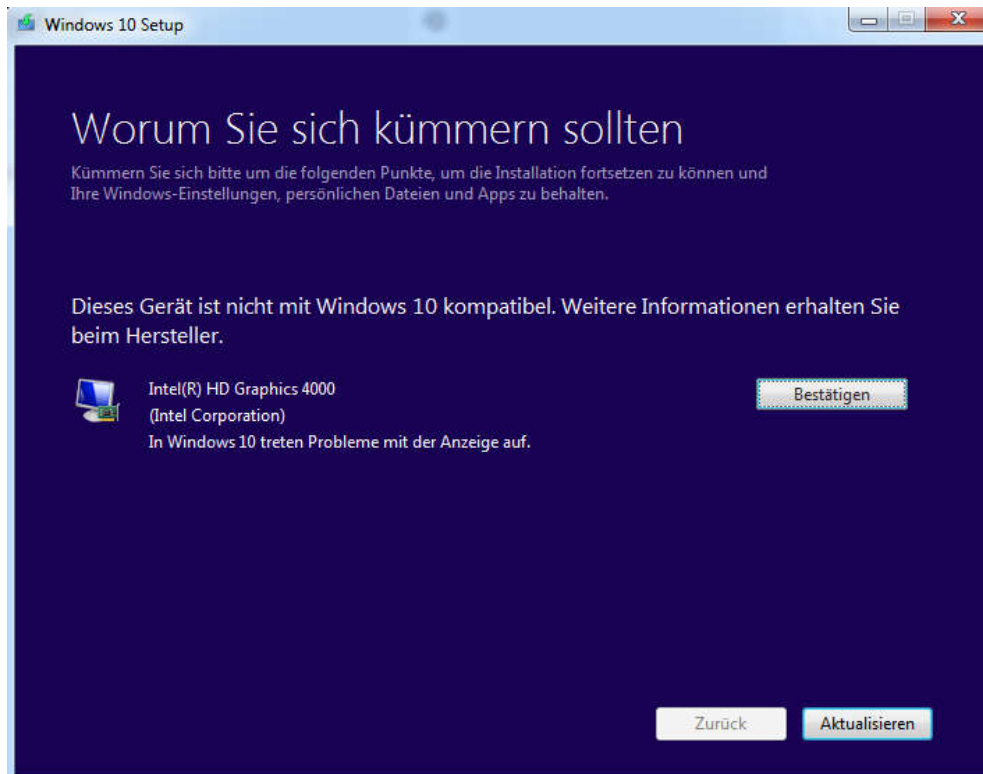 Windows 10 Setup
Worum Sie sich kümmern sollten
Kümmern Sie sich bitte um die folgenden Punkte, um die Installation fortsetzen zu können und
Ihre Windows-Einstellungen, persönlichen Dateien und Apps zu behalten.
Dieses Gerät ist nicht mit Windows 10 kompatibel. Weitere Informationen erhalten Sie
beim Hersteller.
Intel(R) HD Graphics 4000
(Intel Corporation)
In Windows 10 treten Probleme mit der Anzeige auf.
Bestätigen
Zurück
Aktualisieren